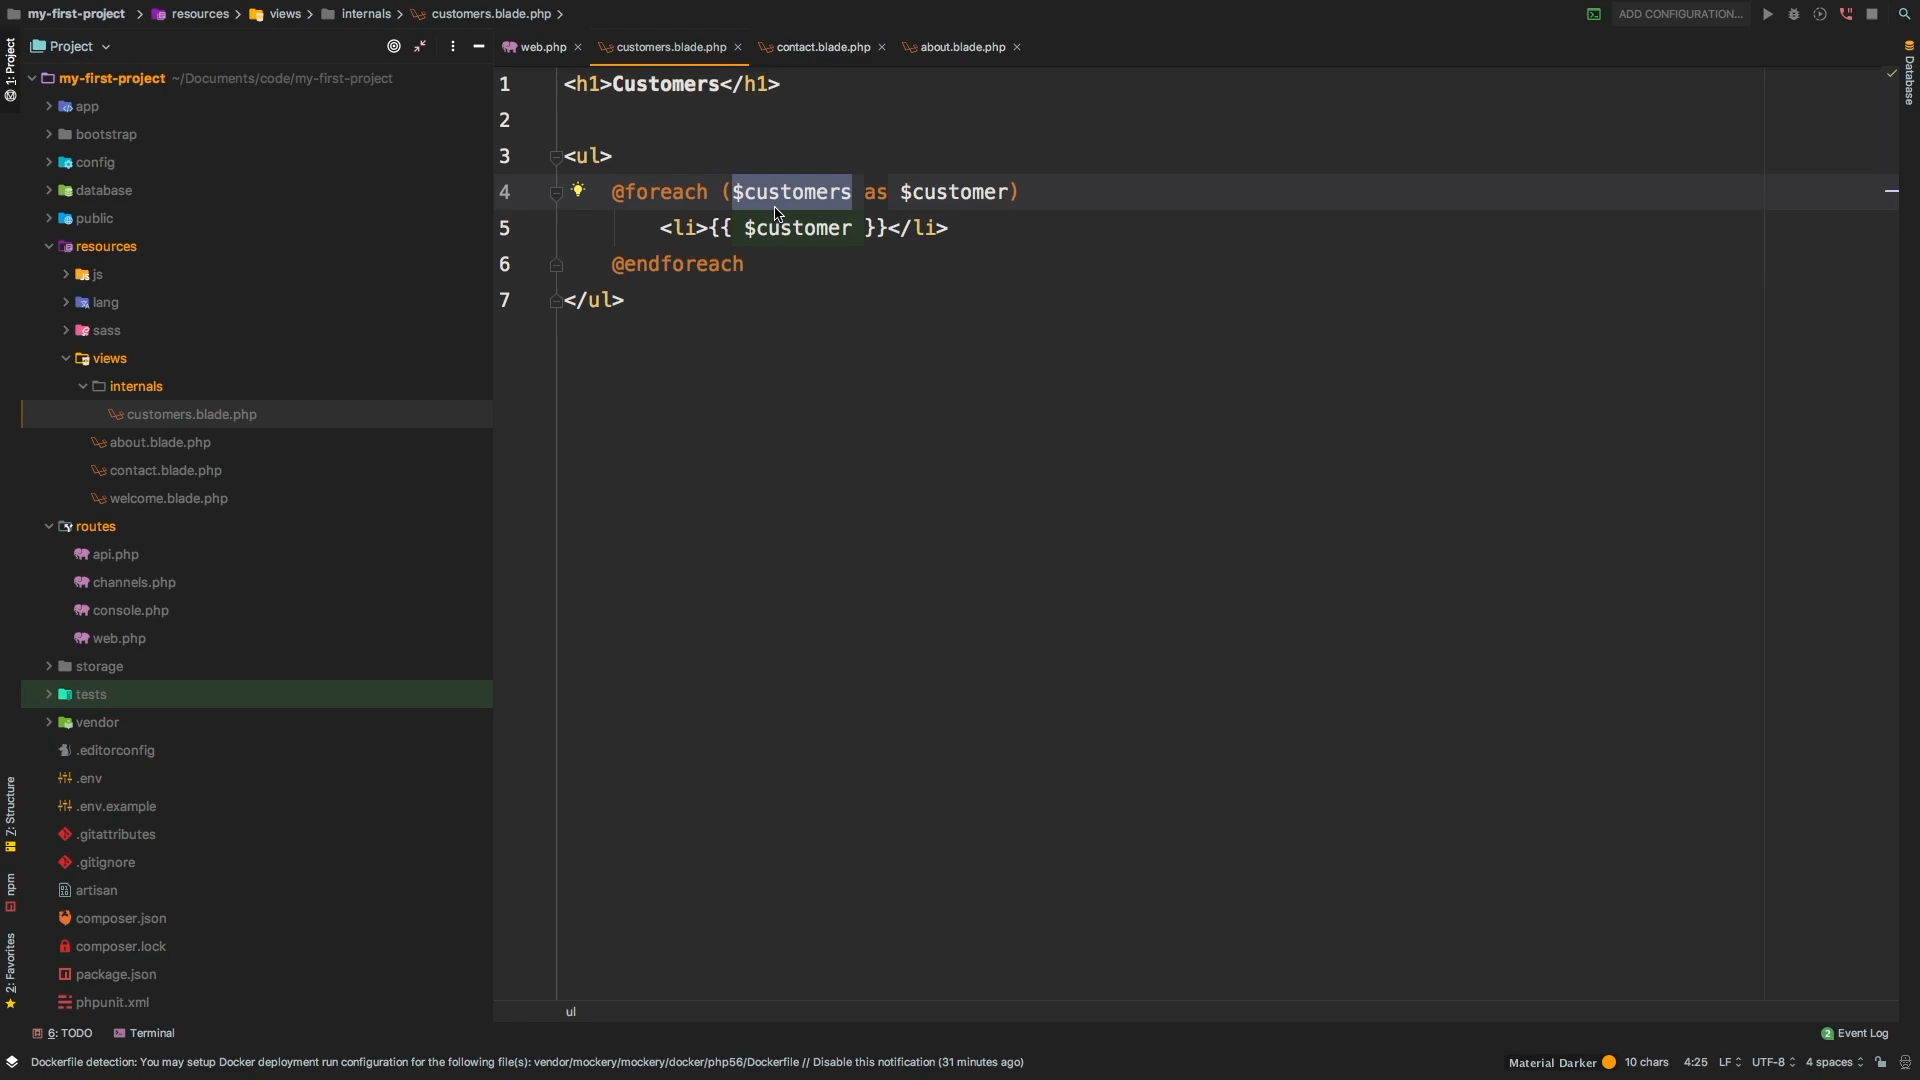 my-first-project > resources > views > internals > customers.blade.php >
ADD CONFIGURATION...
1: Project
Project
web.php
customers.blade.php
contact.blade.php
about.blade.php
Database
my-first-project ~/Documents/code/my-first-project
app
bootstrap
config
database
public
resources
js
lang
sass
views
internals
customers.blade.php
about.blade.php
contact.blade.php
welcome.blade.php
routes
api.php
channels.php
console.php
web.php
storage
tests
vendor
.editorconfig
.env
.env.example
.gitattributes
.gitignore
artisan
composer.json
composer.lock
package.json
phpunit.xml
Z: Structure
npm
2: Favorites
1 <h1>Customers</h1>
2
3 <ul>
4 @foreach ($customers as $customer)
5 <li>{{ $customer }}</li>
6 @endforeach
7 </ul>
ul
6: TODO
Terminal
2 Event Log
Dockerfile detection: You may setup Docker deployment run configuration for the following file(s): vendor/mockery/mockery/docker/php56/Dockerfile // Disable this notification (31 minutes ago)
Material Darker
10 chars
4:25
LF
UTF-8
4 spaces